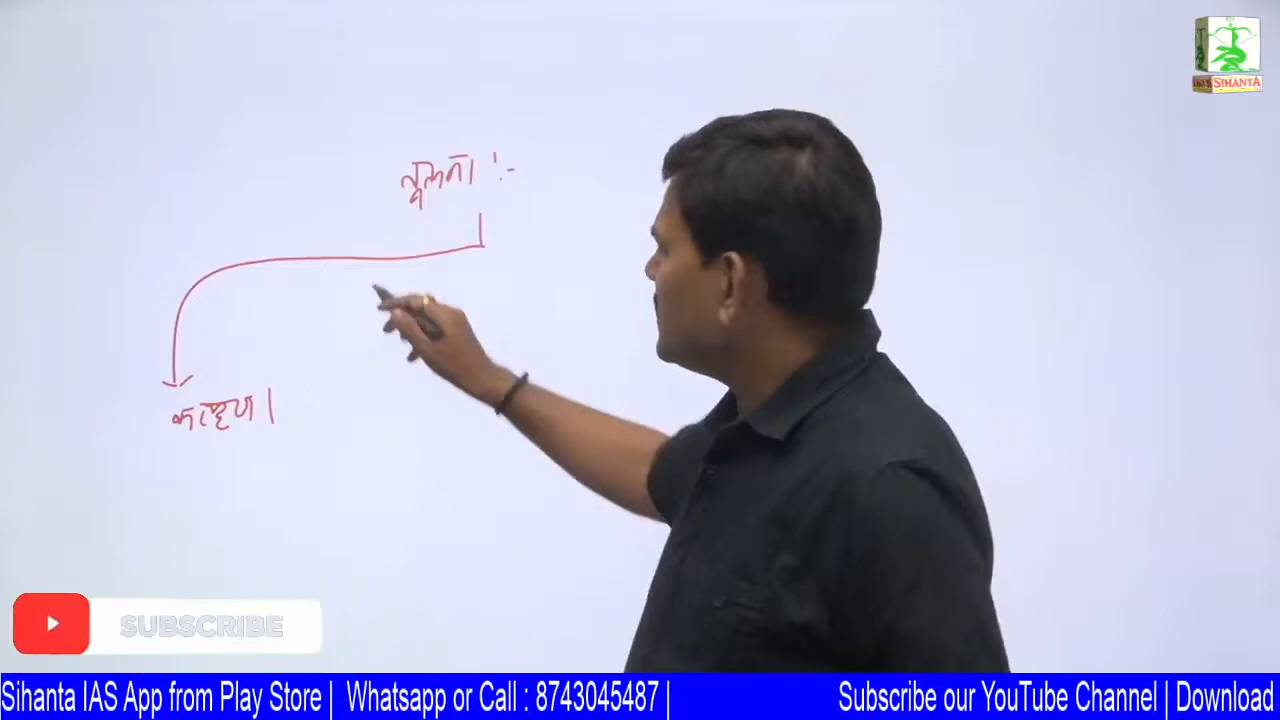 SIHANTA
तुलना :-
SUBSCRIBE
Sihanta IAS App from Play Store | Whatsapp or Call : 8743045487 | Subscribe our YouTube Channel | Download